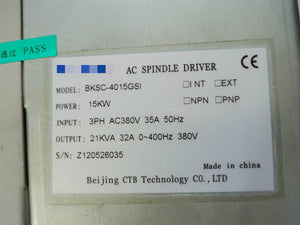 通过 PASS
AC SPINDLE DRIVER
CE
MODEL: BKSC-4015GSI □INT □EXT
POWER: 15KW □NPN □PNP
INPUT: 3PH AC380V 35A 50Hz
OUTPUT: 21KVA 32A 0~400Hz 380V
S/N: Z120526035
Made in china
Beijing CTB Technology CO., LTD